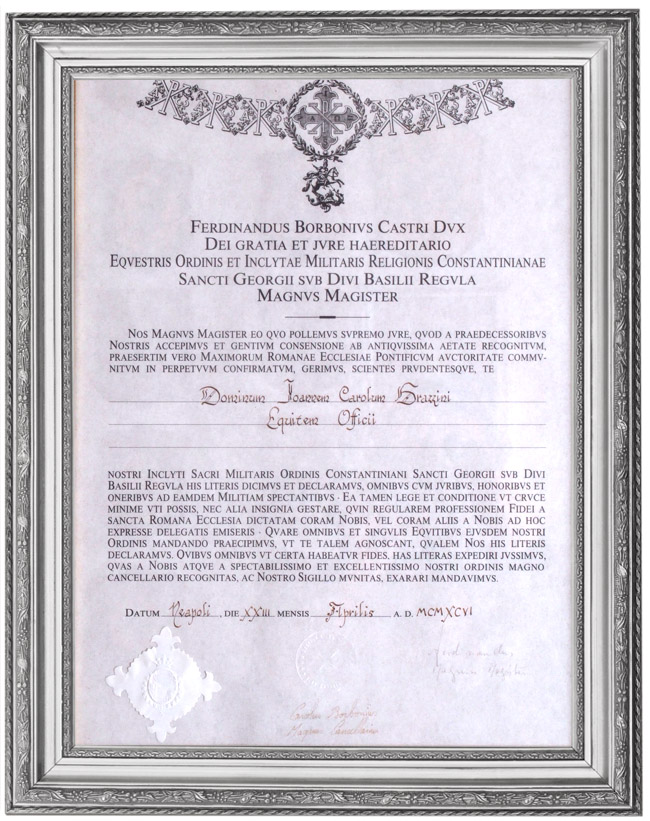 FERDINANDUS BORBONIVS CASTRI DVX
DEI GRATIA ET JVRE HAEREDITARIO
EQVESTRIS ORDINIS ET INCLYTAE MILITARIS RELIGIONIS CONSTANTINIANAE
SANCTI GEORGII SVB DIVI BASILII REGVLA
MAGNVS MAGISTER
NOS MAGNVS MAGISTER EO QVO POLLEMVS SVPREMO JVRE, QVOD A PRAEDECESSORIBVS
NOSTRIS ACCEPIMVS ET GENTIVM CONSENSIONE AB ANTIQVISSIMA AETATE RECOGNITVM,
PRAESERTIM VERO MAXIMORUM ROMANAE ECCLESIAE PONTIFICVM AVCTORITATE COMMV-
NITVM IN PERPETVVM CONFIRMATVM, GERIMVS, SCIENTES PRVDENTESQVE, TE
Dominum Joannem Carolum Grazzini
Equitem Officii
NOSTRI INCLYTI SACRI MILITARIS ORDINIS CONSTANTINIANI SANCTI GEORGII SVB DIVI
BASILII REGVLA HIS LITERIS DICIMVS ET DECLARAMVS, OMNIBVS CVM JVRIBVS, HONORIBVS ET
ONERIBVS AD EAMDEM MILITIAM SPECTANTIBVS · EA TAMEN LEGE ET CONDITIONE VT CRVCE
MINIME VTI POSSIS, NEC ALIA INSIGNIA GESTARE, QVIN REGULAREM PROFESSIONEM FIDEI A
SANCTA ROMANA ECCLESIA DICTATAM CORAM NOBIS, VEL CORAM ALIIS A NOBIS AD HOC
EXPRESSE DELEGATIS EMISERIS · QVARE OMNIBVS ET SINGVLIS EQVITIBVS EJVSDEM NOSTRI
ORDINIS MANDANDO PRAECIPIMVS, VT TE TALEM AGNOSCANT, QVALEM NOS HIS LITERIS
DECLARAMVS. QVIBVS OMNIBVS VT CERTA HABEATVR FIDES, HAS LITERAS EXPEDIRI JVSSIMVS,
QVAS A NOBIS ATQVE A SPECTABILISSIMO ET EXCELLENTISSIMO NOSTRI ORDINIS MAGNO
CANCELLARIO RECOGNITAS, AC NOSTRO SIGILLO MVNITAS, EXARARI MANDAVIMVS.
DATUM Neapoli, DIE XXIII MENSIS Aprilis A. D. MCMXCVI